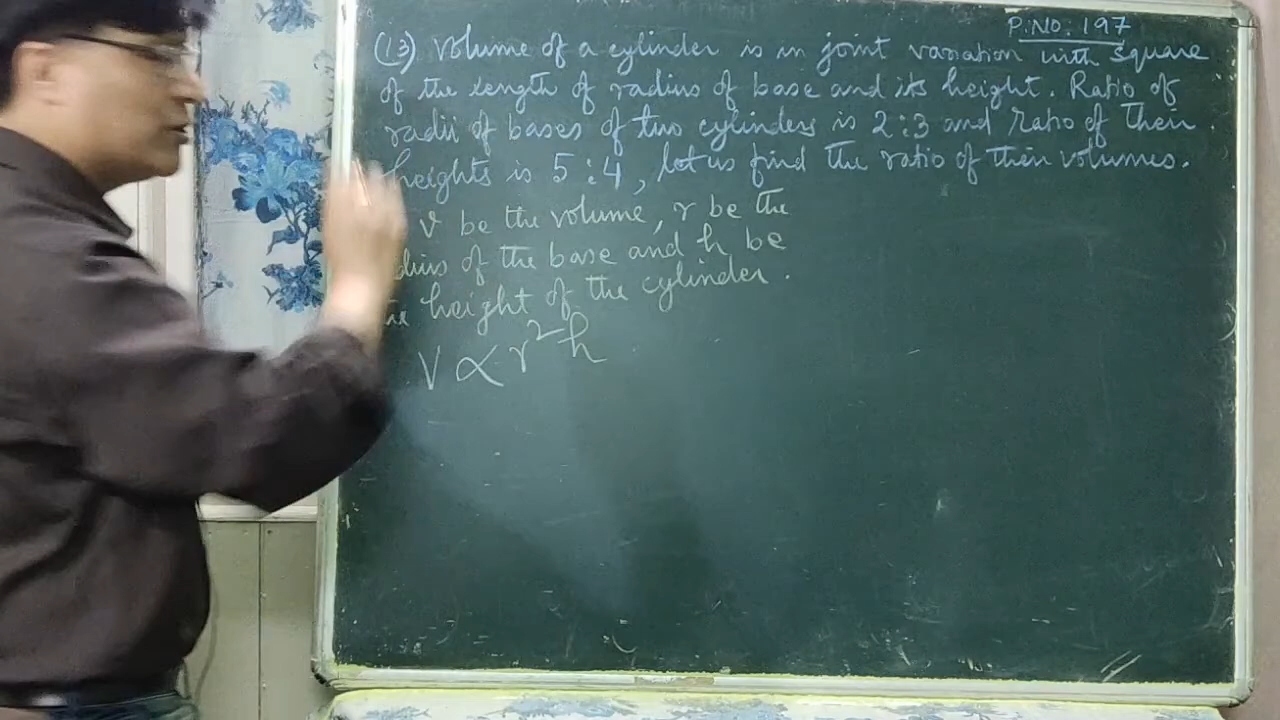 P.NO. 197
(13) Volume of a cylinder is in joint variation with square
of the length of radius of base and its height. Ratio of
radii of bases of two cylinders is 2:3 and ratio of their
heights is 5:4, let us find the ratio of their volumes.
v be the volume, r be the
of the base and h be
height of the cylinder.
V ∝ r²h